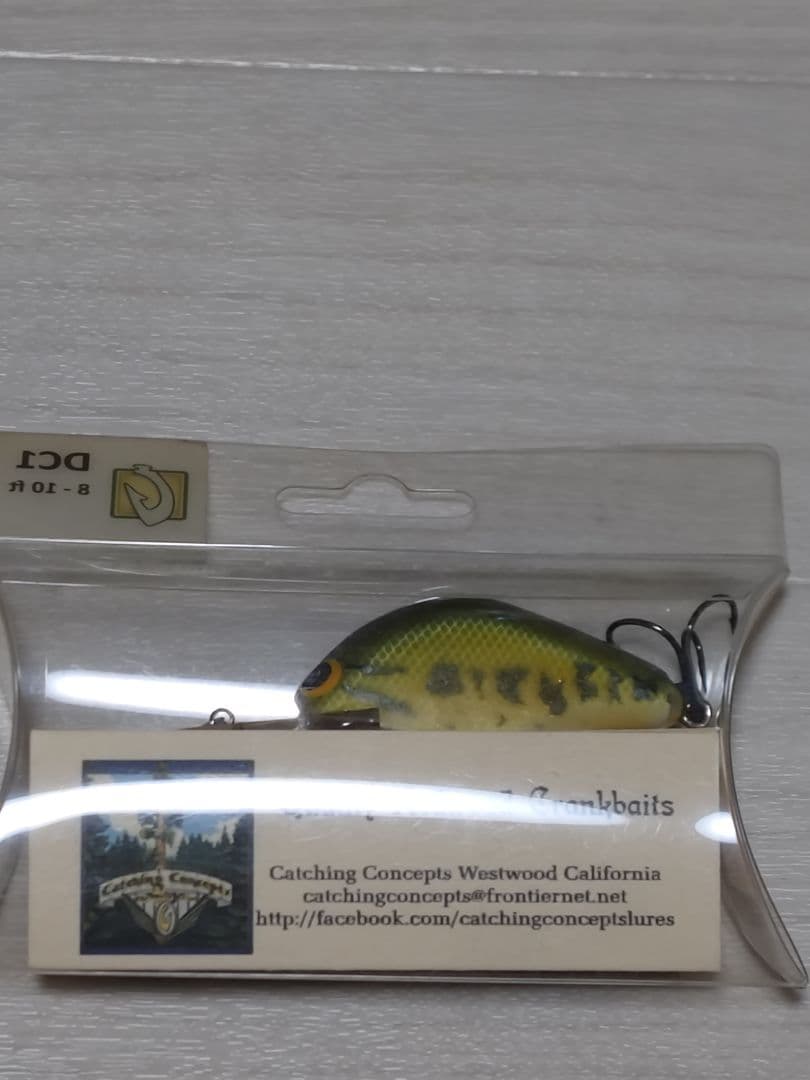 DC1
8 - 10 ft
Crankbaits
Catching Concepts
Catching Concepts Westwood California
catchingconcepts@frontiernet.net
http://facebook.com/catchingconceptslures